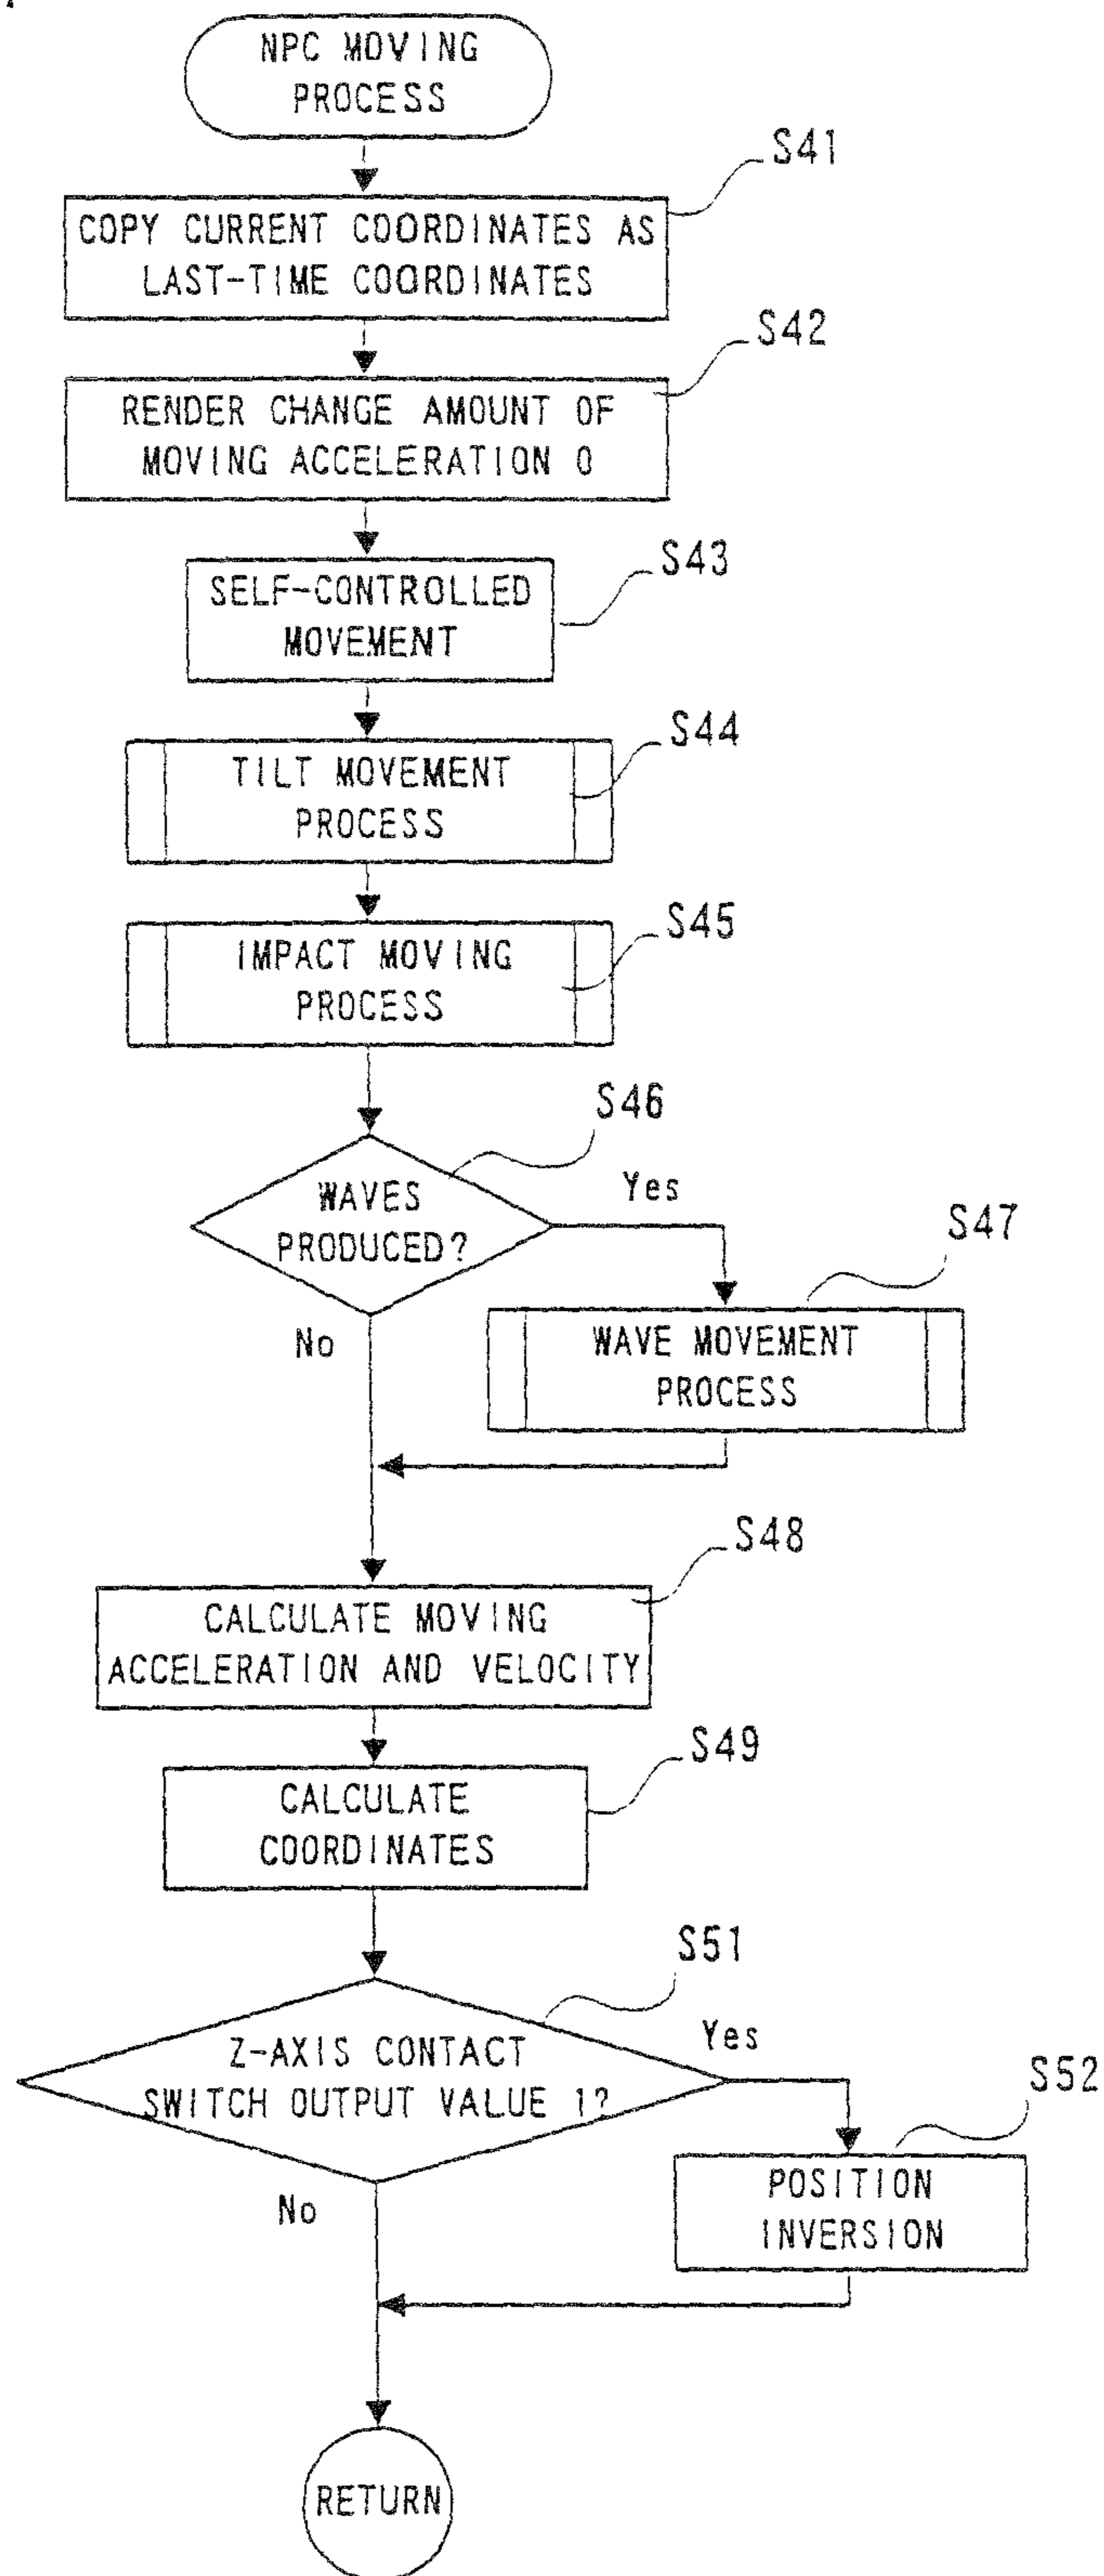 NPC MOVING
PROCESS
S41
COPY CURRENT COORDINATES AS
LAST-TIME COORDINATES
S42
RENDER CHANGE AMOUNT OF
MOVING ACCELERATION 0
S43
SELF-CONTROLLED
MOVEMENT
S44
TILT MOVEMENT
PROCESS
S45
IMPACT MOVING
PROCESS
S46
WAVES
PRODUCED?
Yes
S47
No
WAVE MOVEMENT
PROCESS
S48
CALCULATE MOVING
ACCELERATION AND VELOCITY
S49
CALCULATE
COORDINATES
S51
Z-AXIS CONTACT
SWITCH OUTPUT VALUE 1?
Yes
S52
No
POSITION
INVERSION
RETURN